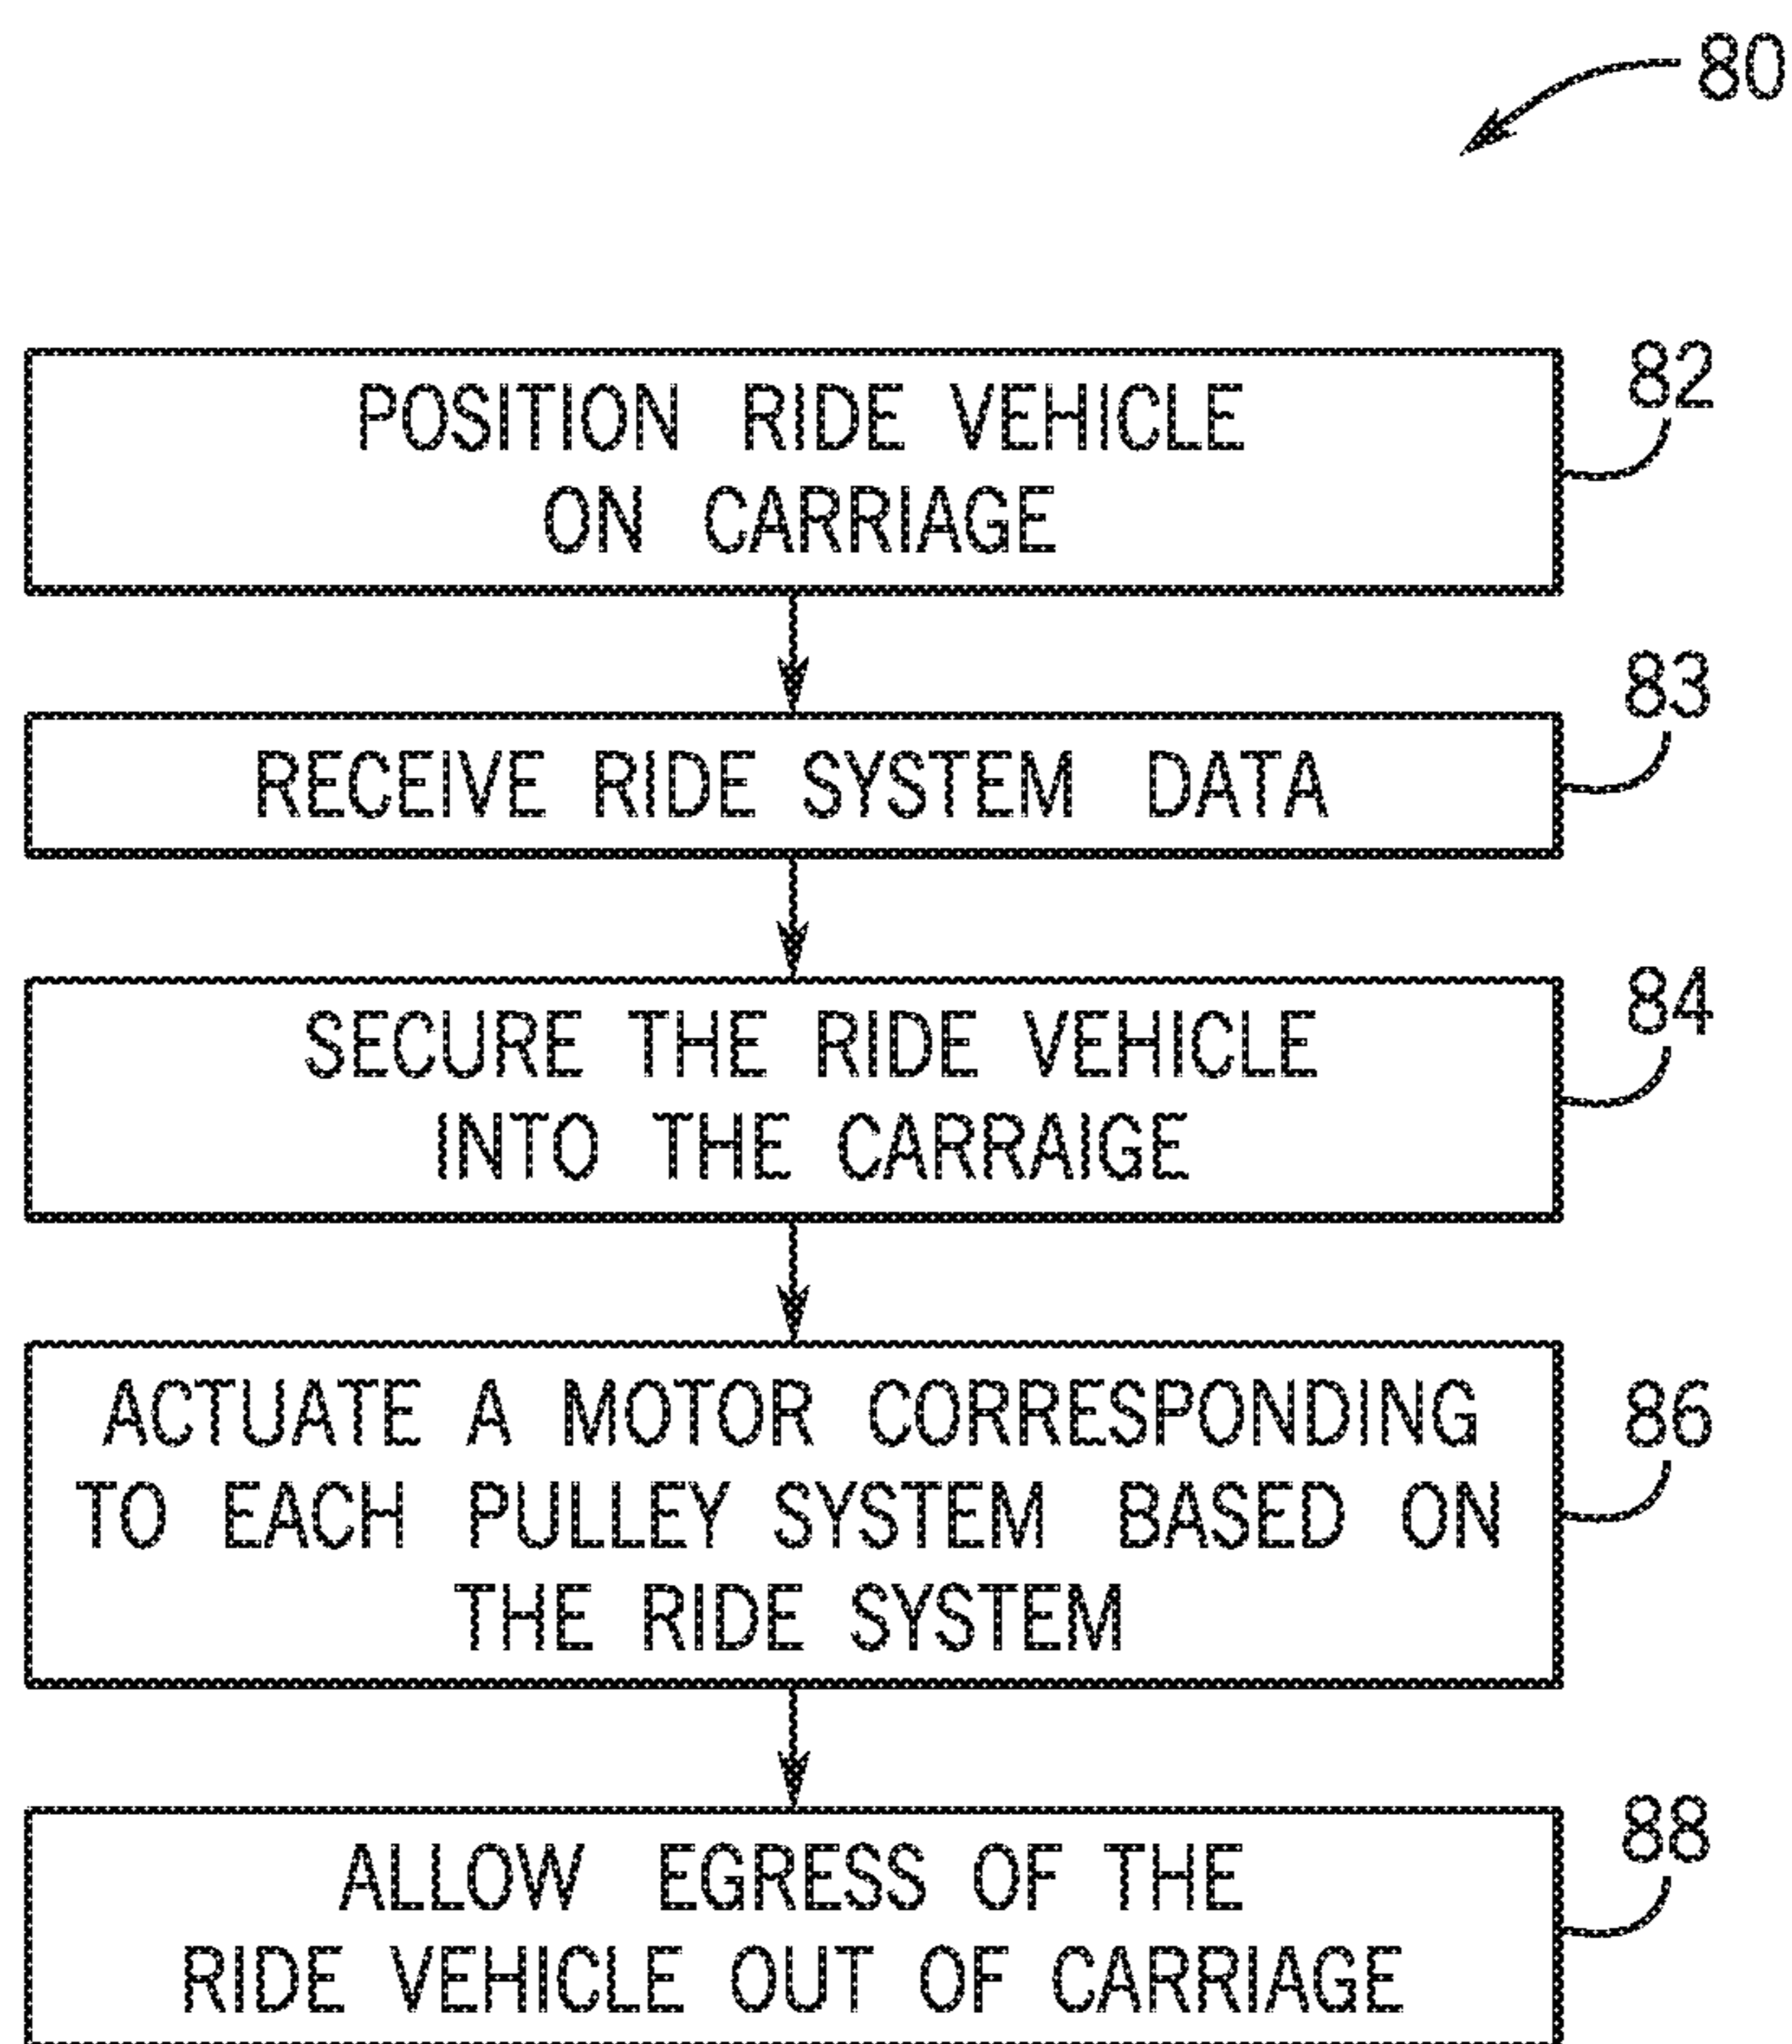 80
POSITION RIDE VEHICLE
ON CARRIAGE
82
RECEIVE RIDE SYSTEM DATA
83
SECURE THE RIDE VEHICLE
INTO THE CARRAIGE
84
ACTUATE A MOTOR CORRESPONDING
TO EACH PULLEY SYSTEM BASED ON
THE RIDE SYSTEM
86
ALLOW EGRESS OF THE
RIDE VEHICLE OUT OF CARRIAGE
88